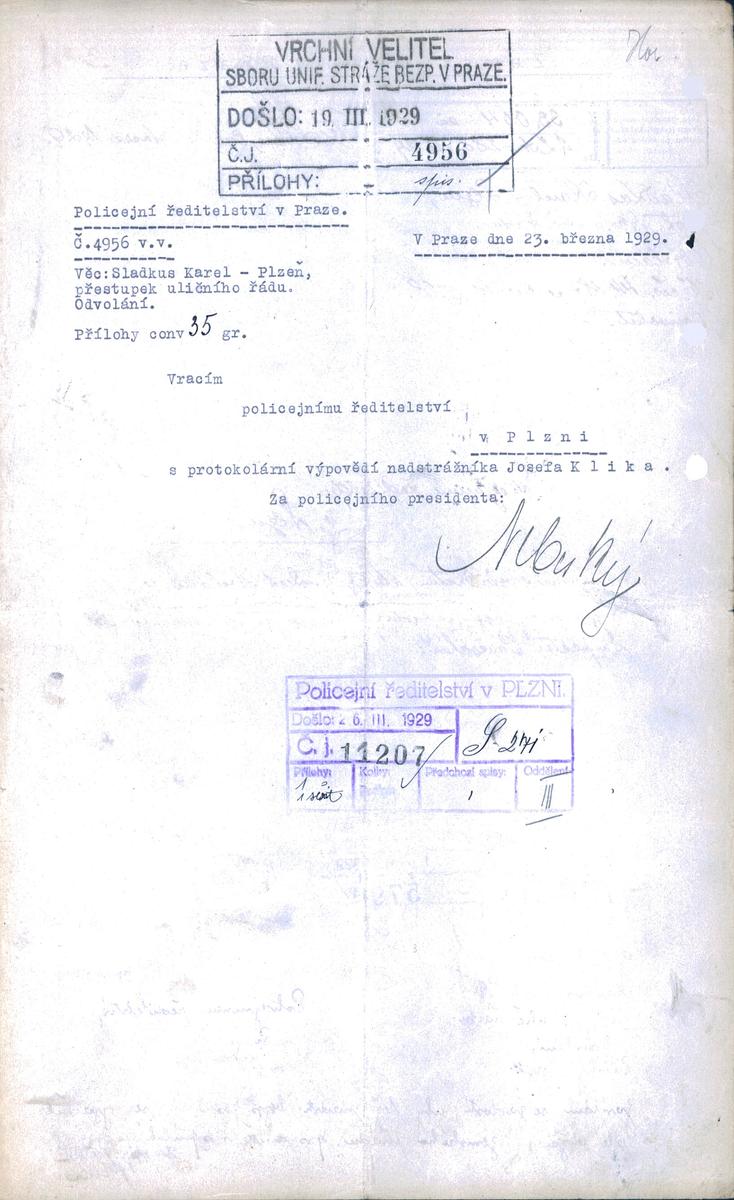 VRCHNÍ VELITEL
SBORU UNIF. STRÁŽE BEZP. V PRAZE.
DOŠLO: 19. III. 1929
Č.J. 4956
PŘÍLOHY: spis.
Policejní ředitelství v Praze.
Č.4956 v.v.
V Praze dne 23. března 1929.
Věc:Sladkus Karel - Plzeň,
přestupek uličního řádu.
Odvolání.
Přílohy conv 35 gr.
Vracím
policejnímu ředitelství
v Plzni
s protokolární výpovědí nadstrážníka Josefa Klika.
Za policejního presidenta:
Policejní ředitelství v PLZNI.
Došlo: 26. III. 1929
Č. j. 11207
Přílohy: Kolky: Předchozí spisy: Oddělení
III